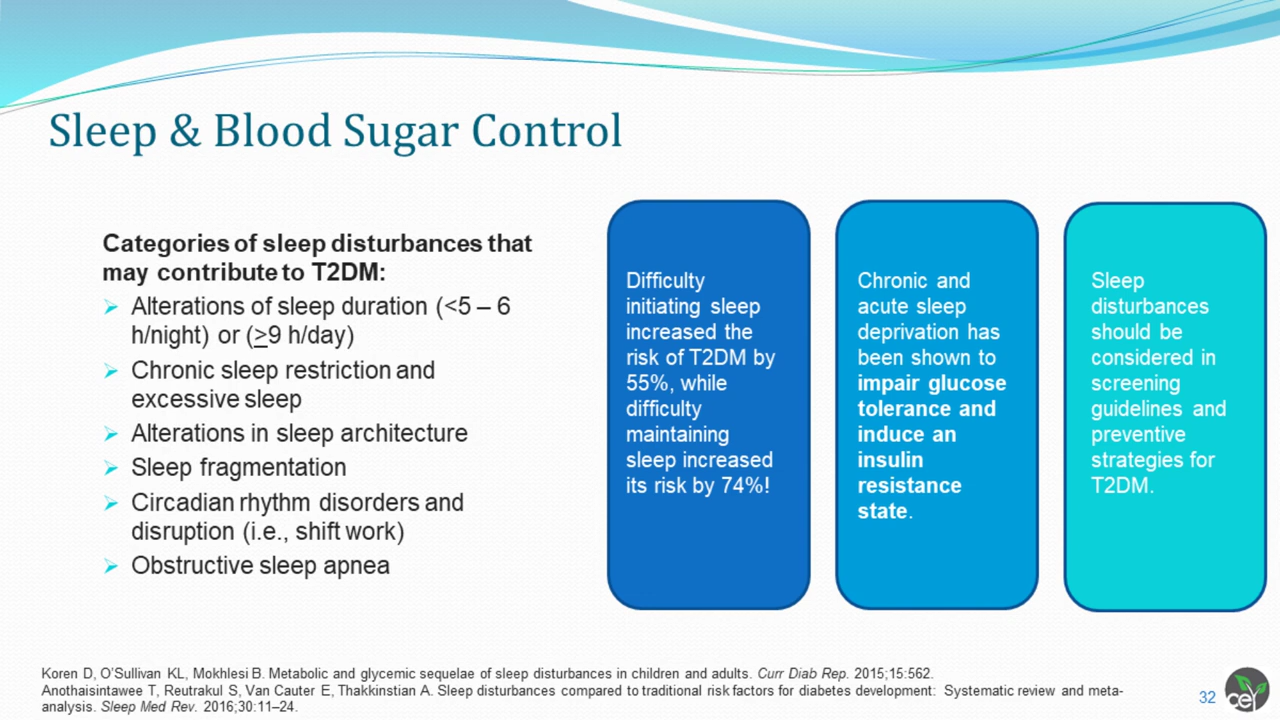 Sleep & Blood Sugar Control
Categories of sleep disturbances that
may contribute to T2DM:
➢ Alterations of sleep duration (<5 – 6
h/night) or (≥9 h/day)
➢ Chronic sleep restriction and
excessive sleep
➢ Alterations in sleep architecture
➢ Sleep fragmentation
➢ Circadian rhythm disorders and
disruption (i.e., shift work)
➢ Obstructive sleep apnea
Difficulty
initiating sleep
increased the
risk of T2DM by
55%, while
difficulty
maintaining
sleep increased
its risk by 74%!
Chronic and
acute sleep
deprivation has
been shown to
impair glucose
tolerance and
induce an
insulin
resistance
state.
Sleep
disturbances
should be
considered in
screening
guidelines and
preventive
strategies for
T2DM.
Koren D, O’Sullivan KL, Mokhlesi B. Metabolic and glycemic sequelae of sleep disturbances in children and adults. Curr Diab Rep. 2015;15:562.
Anothaisintawee T, Reutrakul S, Van Cauter E, Thakkinstian A. Sleep disturbances compared to traditional risk factors for diabetes development: Systematic review and meta-
analysis. Sleep Med Rev. 2016;30:11–24.
32
cei